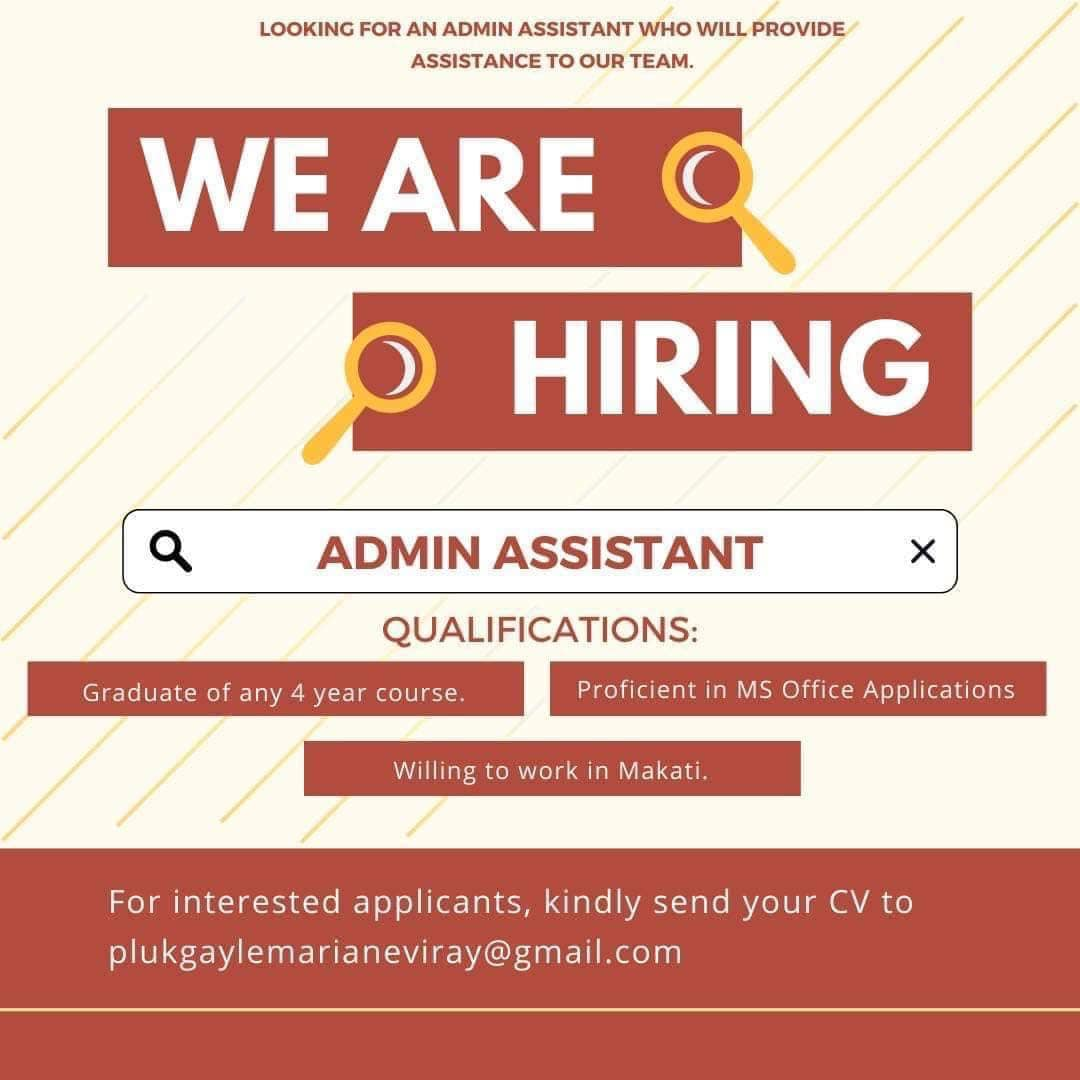 LOOKING FOR AN ADMIN ASSISTANT WHO WILL PROVIDE
ASSISTANCE TO OUR TEAM.
WE ARE
HIRING
ADMIN ASSISTANT
QUALIFICATIONS:
Graduate of any 4 year course.
Proficient in MS Office Applications
Willing to work in Makati.
For interested applicants, kindly send your CV to
plukgaylemarianeviray@gmail.com